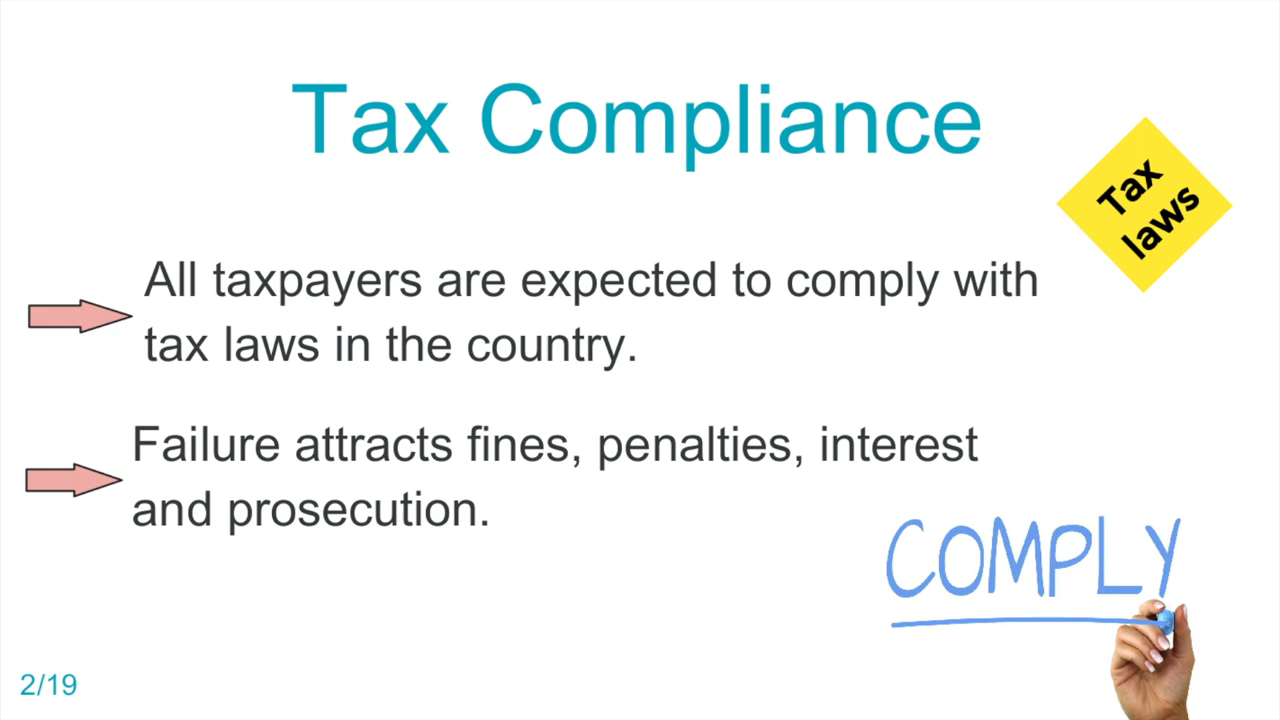 Tax Compliance
Tax
laws
All taxpayers are expected to comply with
tax laws in the country.
Failure attracts fines, penalties, interest
and prosecution.
COMPLY
2/19